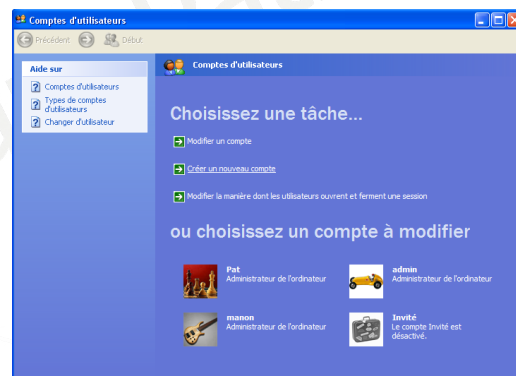 Comptes d'utilisateurs
Précédent
Début
Aide sur
Comptes d'utilisateurs
Types de comptes
d'utilisateurs
Changer d'utilisateur
Comptes d'utilisateurs
Choisissez une tâche...
Modifier un compte
Créer un nouveau compte
Modifier la manière dont les utilisateurs ouvrent et ferment une session
ou choisissez un compte à modifier
Pat
Administrateur de l'ordinateur
admin
Administrateur de l'ordinateur
manon
Administrateur de l'ordinateur
Invité
Le compte Invité est
désactivé.